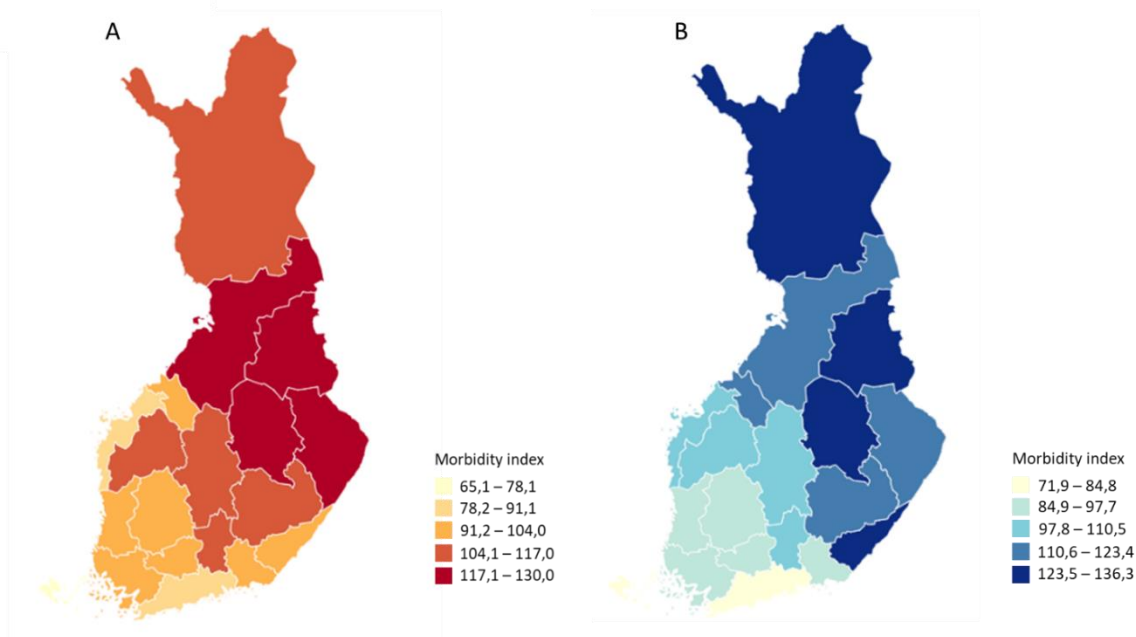 A
B
Morbidity index
65,1 – 78,1
78,2 – 91,1
91,2 – 104,0
104,1 – 117,0
117,1 – 130,0
Morbidity index
71,9 – 84,8
84,9 – 97,7
97,8 – 110,5
110,6 – 123,4
123,5 – 136,3